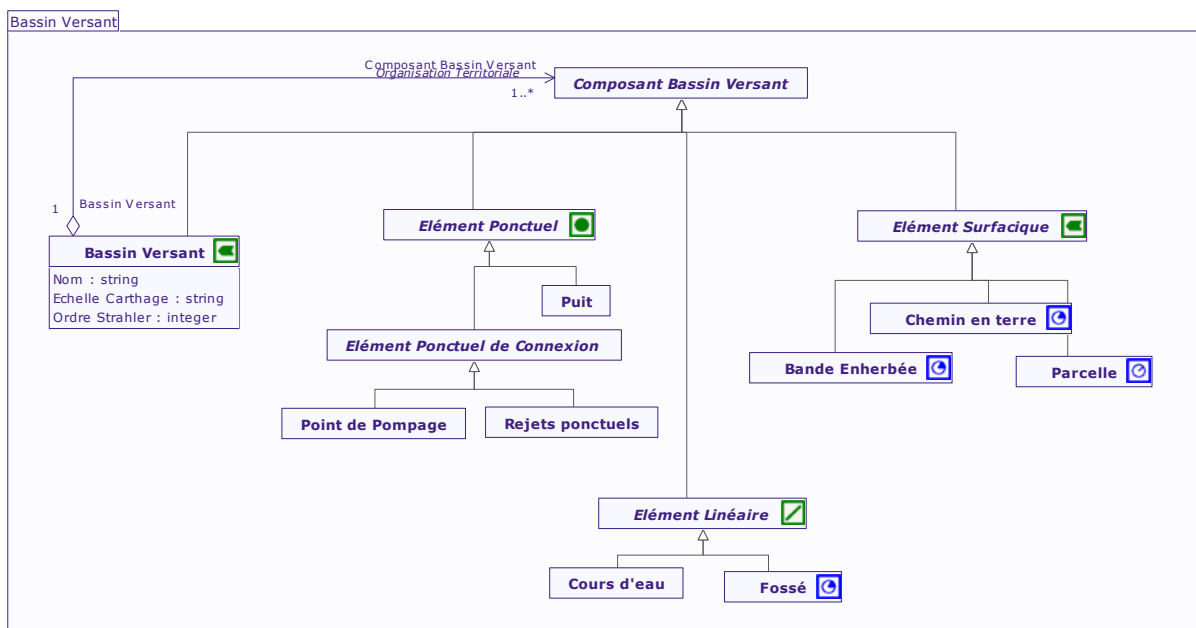 Bassin Versant
Composant Bassin Versant
Organisation Territoriale
1..*
Composant Bassin Versant
1
Bassin Versant
Bassin Versant
Nom : string
Echelle Carthage : string
Ordre Strahler : integer
Elément Ponctuel
Elément Surfacique
Puit
Chemin en terre
Elément Ponctuel de Connexion
Bande Enherbée
Parcelle
Point de Pompage
Rejets ponctuels
Elément Linéaire
Cours d'eau
Fossé